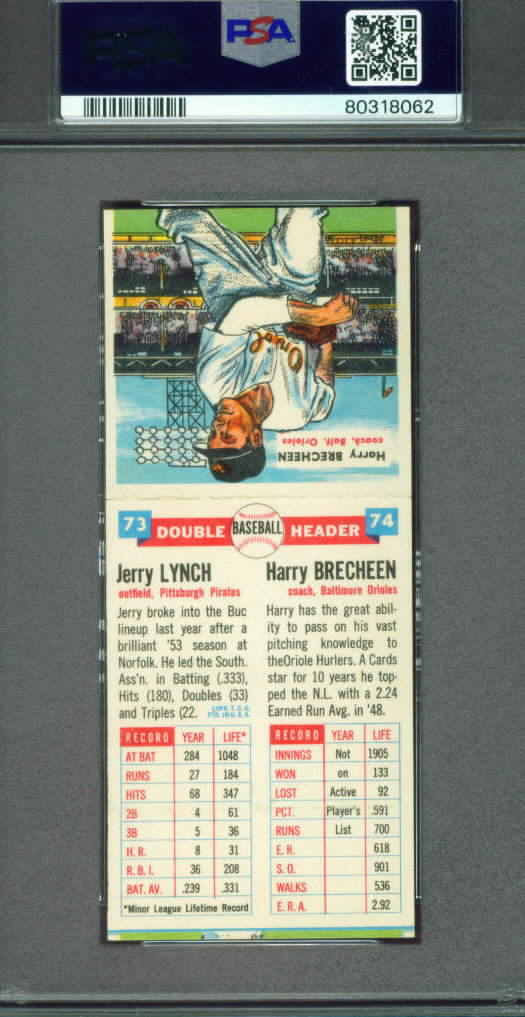 PSA
80318062
Harry BRECHEEN
coach, Balt. Orioles
73 DOUBLE BASEBALL HEADER 74
Jerry LYNCH
outfield, Pittsburgh Pirates
Jerry broke into the Buc
lineup last year after a
brilliant '53 season at
Norfolk. He led the South.
Ass'n. in Batting (.333),
Hits (180), Doubles (33)
and Triples (22.
COPR. T. C. G.
PTD. IN U. S. A.
RECORD YEAR LIFE*
AT BAT 284 1048
RUNS 27 184
HITS 68 347
2B 4 61
3B 5 36
H. R. 8 31
R. B. I. 36 208
BAT. AV. .239 .331
*Minor League Lifetime Record
Harry BRECHEEN
coach, Baltimore Orioles
Harry has the great abil-
ity to pass on his vast
pitching knowledge to
theOriole Hurlers. A Cards
star for 10 years he top-
ped the N.L. with a 2.24
Earned Run Avg. in '48.
RECORD YEAR LIFE
INNINGS Not 1905
WON on 133
LOST Active 92
PCT. Player's .591
RUNS List 700
E. R. 618
S. O. 901
WALKS 536
E. R. A. 2.92